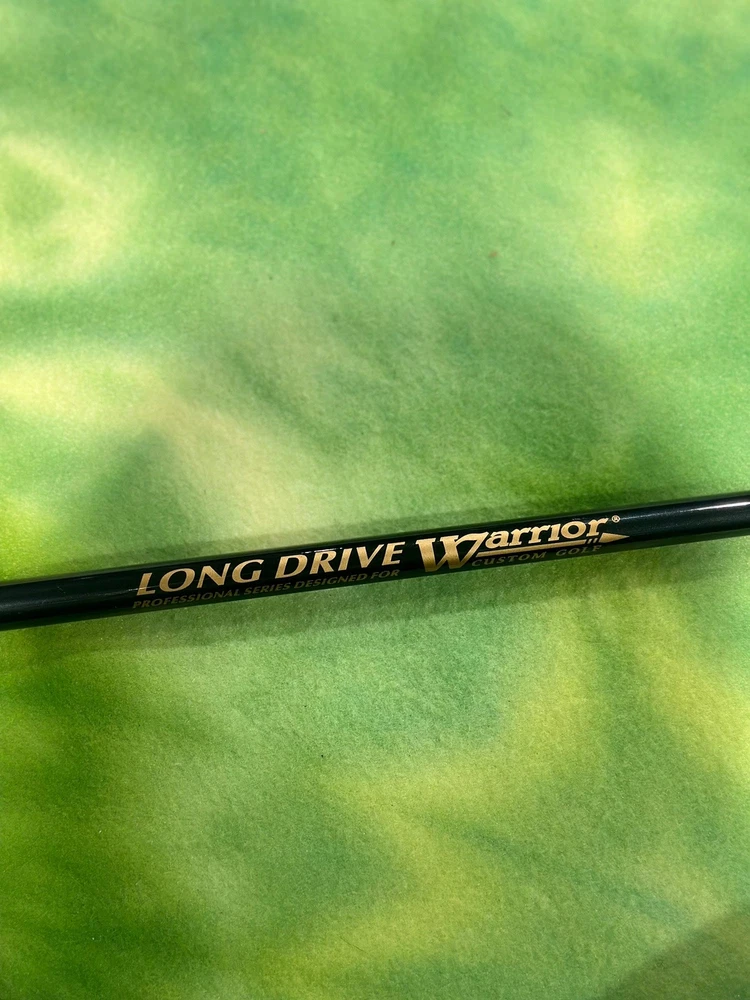 LONG DRIVE Warrior®
PROFESSIONAL SERIES DESIGNED FOR CUSTOM GOLF